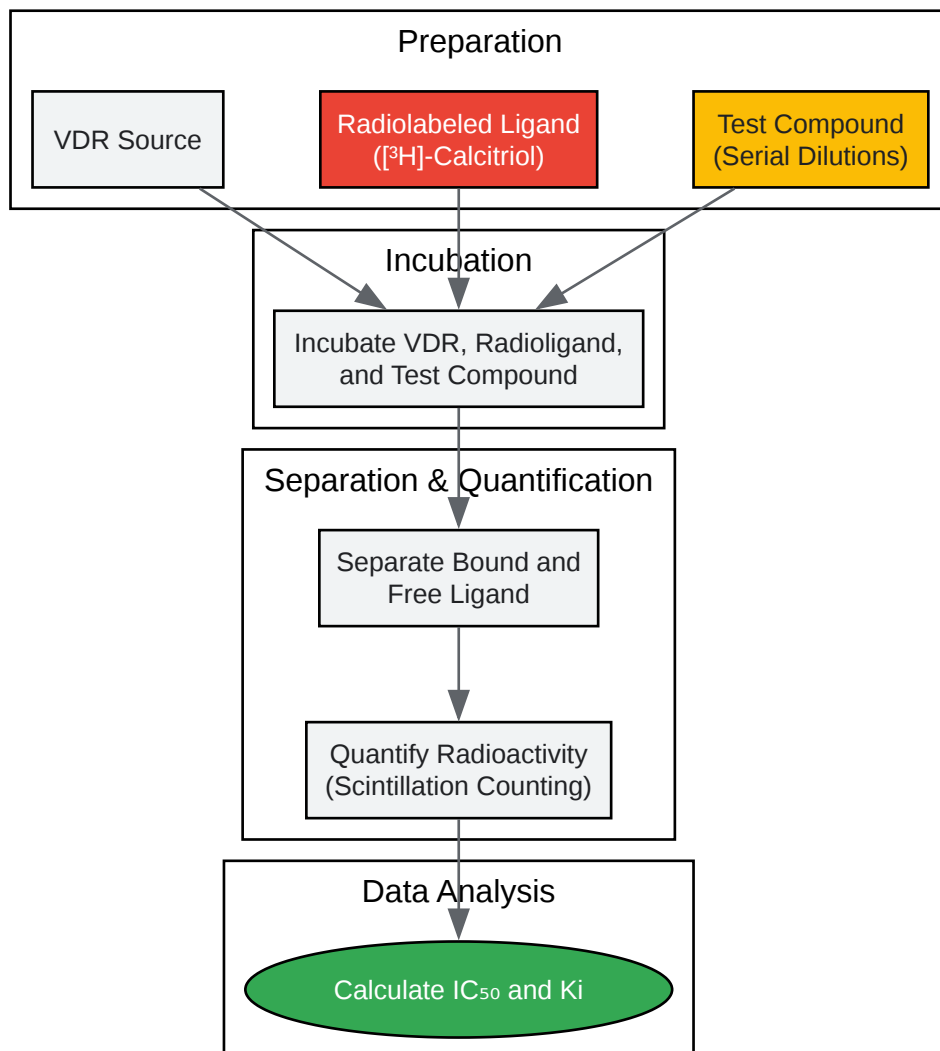 Preparation
VDR Source
Radiolabeled Ligand
([³H]-Calcitriol)
Test Compound
(Serial Dilutions)
Incubation
Incubate VDR, Radioligand,
and Test Compound
Separation & Quantification
Separate Bound and
Free Ligand
Quantify Radioactivity
(Scintillation Counting)
Data Analysis
Calculate IC₅₀ and Ki